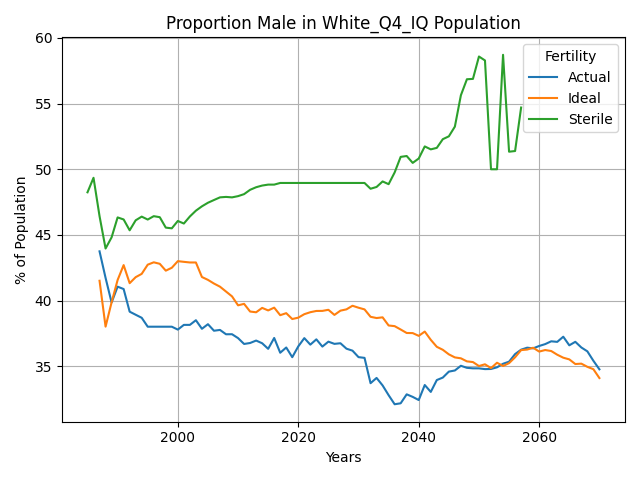 Proportion Male in White_Q4_IQ Population
60
55
50
45
40
35
% of Population
Fertility
Actual
Ideal
Sterile
2000
2020
2040
2060
Years